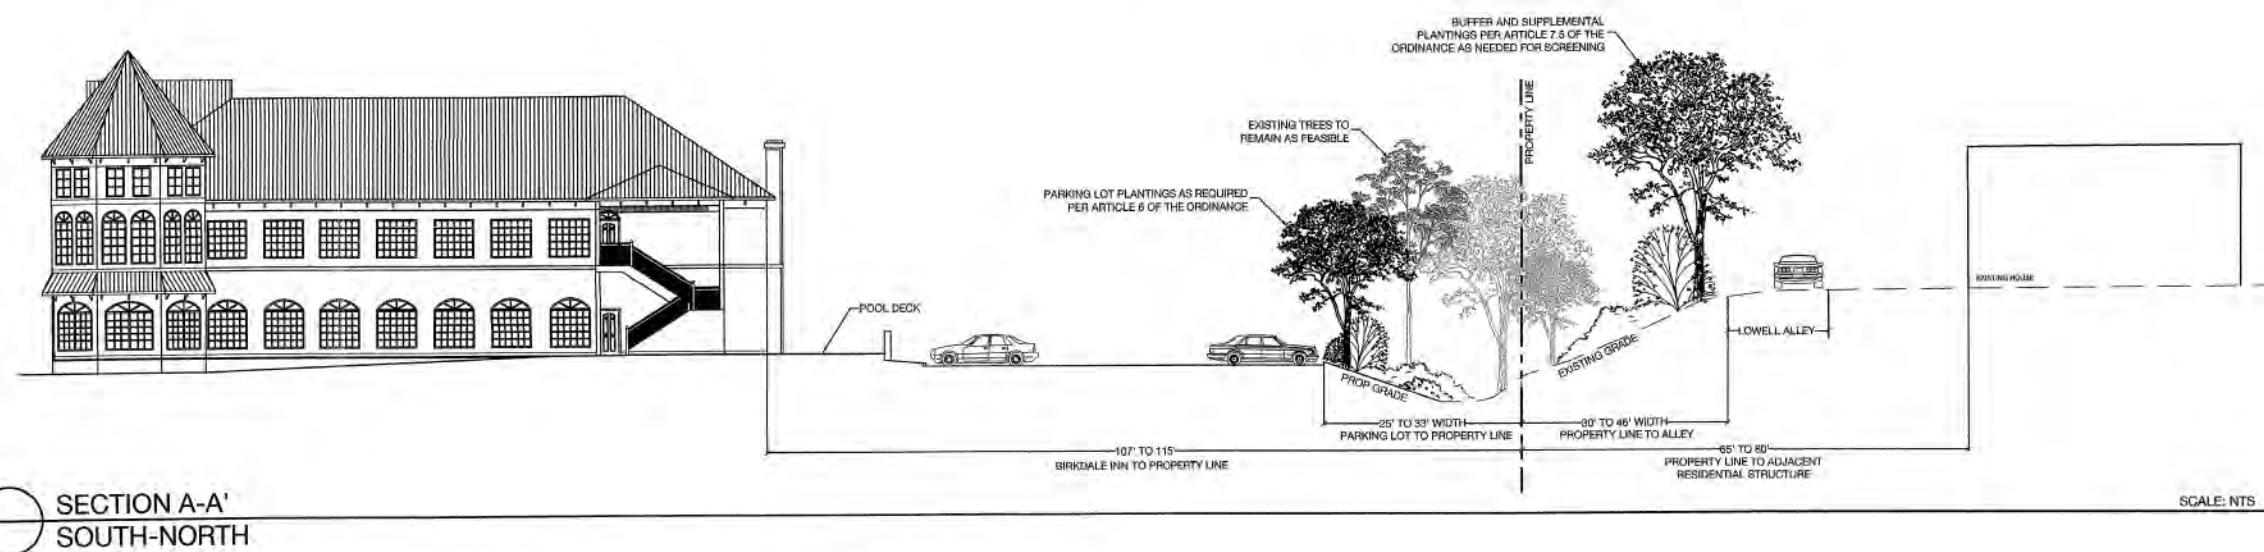 BUFFER AND SUPPLEMENTAL
PLANTINGS PER ARTICLE 7.5 OF THE
ORDINANCE AS NEEDED FOR SCREENING
PROPERTY LINE
EXISTING TREES TO
REMAIN AS FEASIBLE
PARKING LOT PLANTINGS AS REQUIRED
PER ARTICLE 6 OF THE ORDINANCE
EXISTING HOUSE
POOL DECK
LOWELL ALLEY
EXISTING GRADE
PROP GRADE
25' TO 33' WIDTH
PARKING LOT TO PROPERTY LINE
30' TO 46' WIDTH
PROPERTY LINE TO ALLEY
107' TO 115'
BIRKDALE INN TO PROPERTY LINE
65' TO 80'
PROPERTY LINE TO ADJACENT
RESIDENTIAL STRUCTURE
SECTION A-A'
SOUTH-NORTH
SCALE: NTS